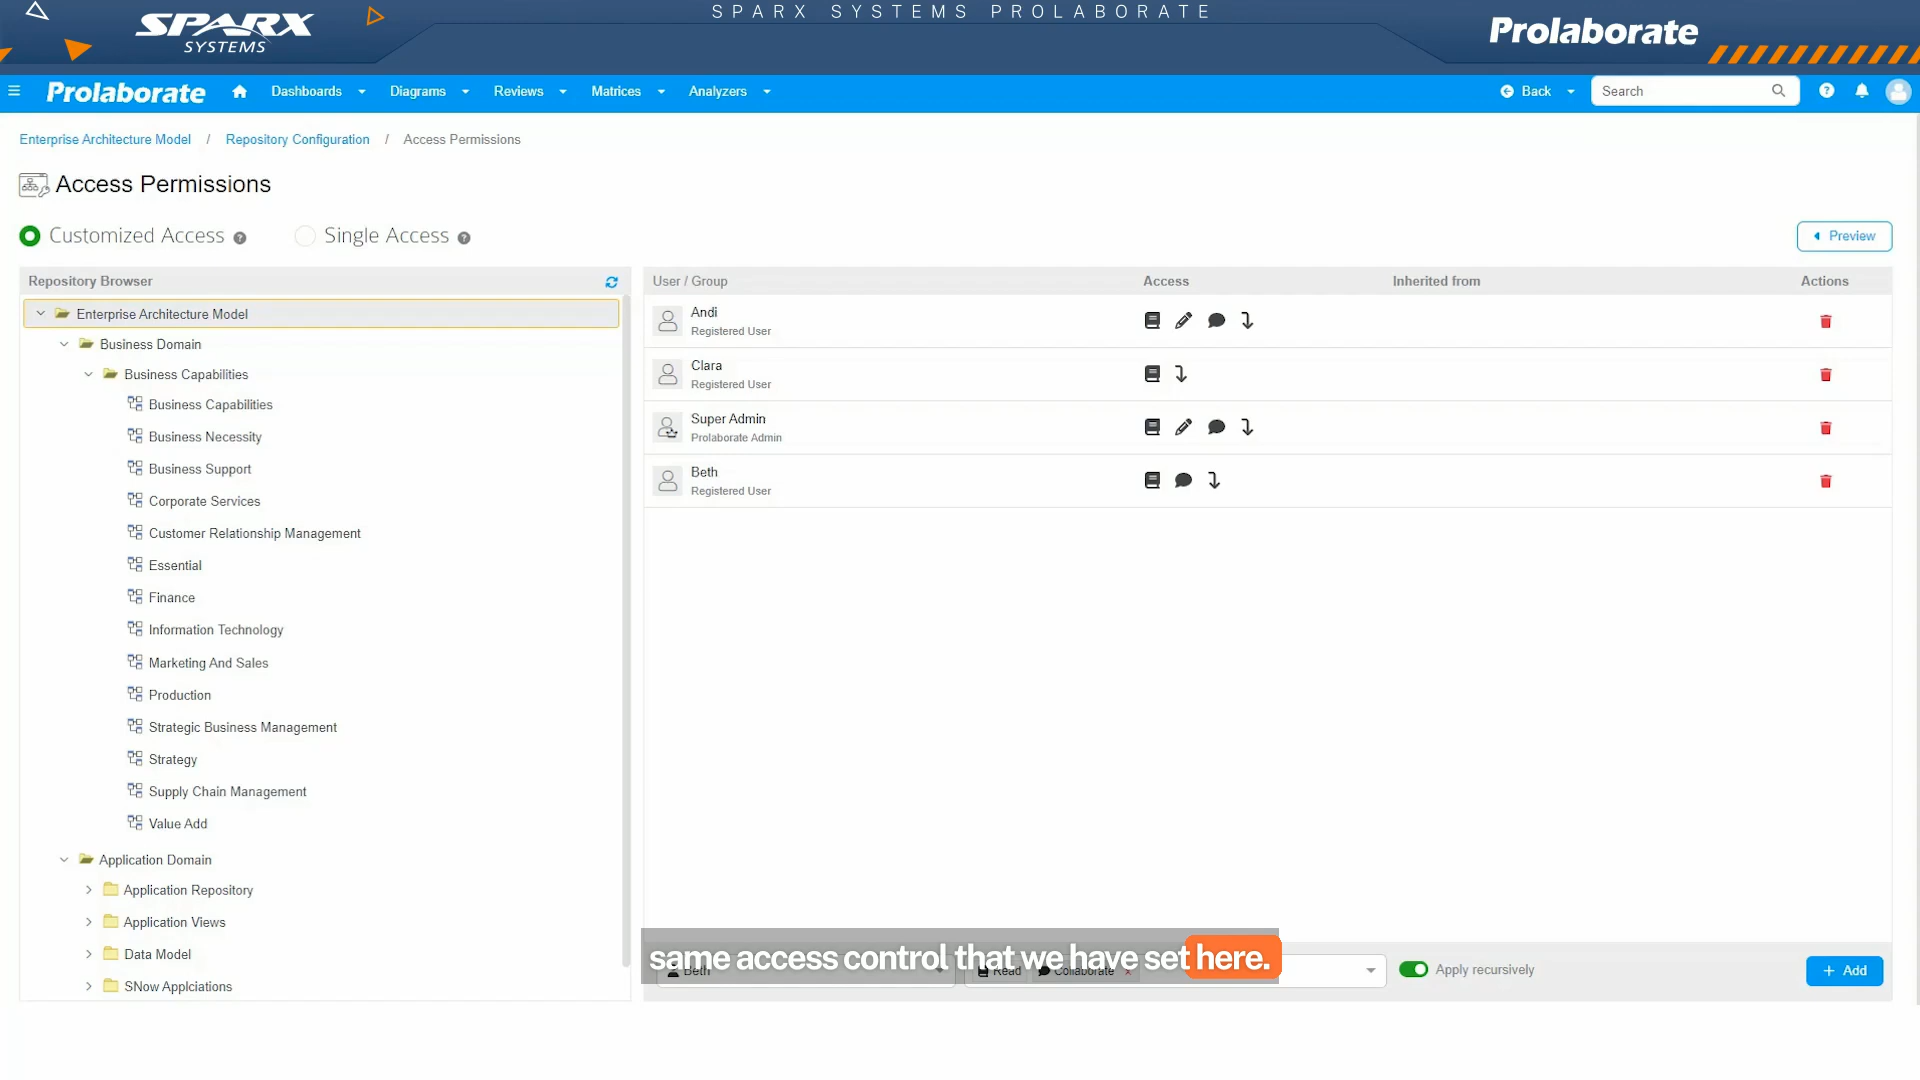 SPARX SYSTEMS PROLABORATE
SPARX
SYSTEMS
Prolaborate
Prolaborate
Dashboards
Diagrams
Reviews
Matrices
Analyzers
Back
Search
Enterprise Architecture Model / Repository Configuration / Access Permissions
Access Permissions
Customized Access
Single Access
Preview
Repository Browser
Enterprise Architecture Model
Business Domain
Business Capabilities
Business Capabilities
Business Necessity
Business Support
Corporate Services
Customer Relationship Management
Essential
Finance
Information Technology
Marketing And Sales
Production
Strategic Business Management
Strategy
Supply Chain Management
Value Add
Application Domain
Application Repository
Application Views
Data Model
SNow Applciations
User / Group Access Inherited from Actions
Andi
Registered User
Clara
Registered User
Super Admin
Prolaborate Admin
Beth
Registered User
same access control that we have set here.
Beth
Read
Collaborate ×
Apply recursively
+ Add